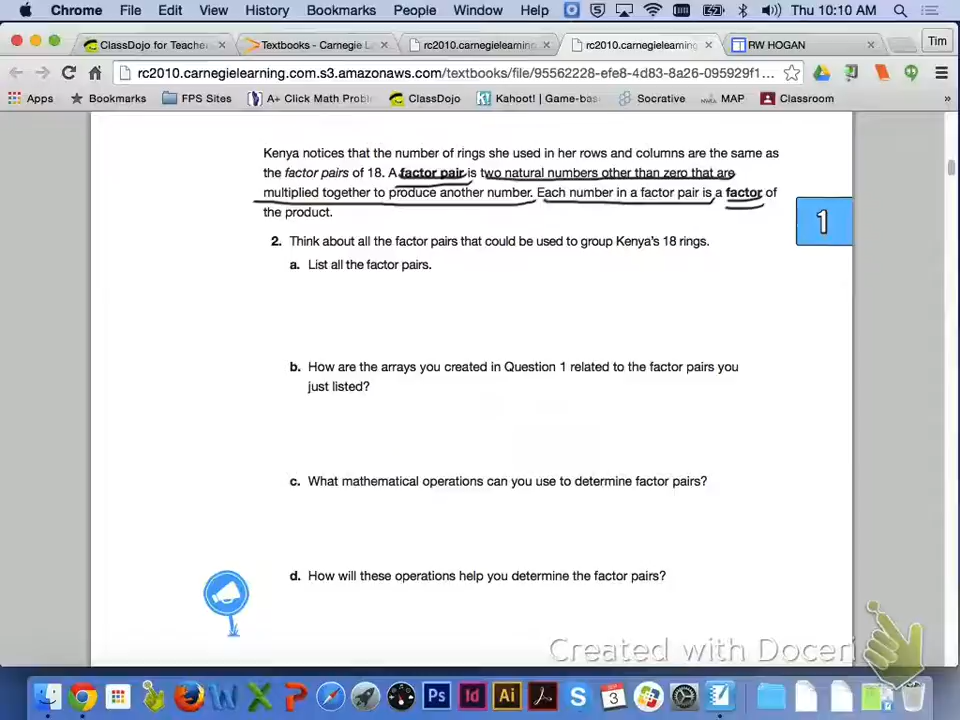 Chrome File Edit View History Bookmarks People Window Help Thu 10:10 AM
ClassDojo for Teache Textbooks - Carnegie L rc2010.carnegielearning rc2010.carnegielearning RW HOGAN Tim
rc2010.carnegielearning.com.s3.amazonaws.com/textbooks/file/95562228-efe8-4d83-8a26-095929f1...
Apps Bookmarks FPS Sites A+ Click Math Probl ClassDojo Kahoot! | Game-bas Socrative MAP Classroom »
Kenya notices that the number of rings she used in her rows and columns are the same as
the factor pairs of 18. A factor pair is two natural numbers other than zero that are
multiplied together to produce another number. Each number in a factor pair is a factor of
the product.
1
2. Think about all the factor pairs that could be used to group Kenya's 18 rings.
a. List all the factor pairs.
b. How are the arrays you created in Question 1 related to the factor pairs you
just listed?
c. What mathematical operations can you use to determine factor pairs?
d. How will these operations help you determine the factor pairs?
Created with Doceri
Ps Id Ai S 3